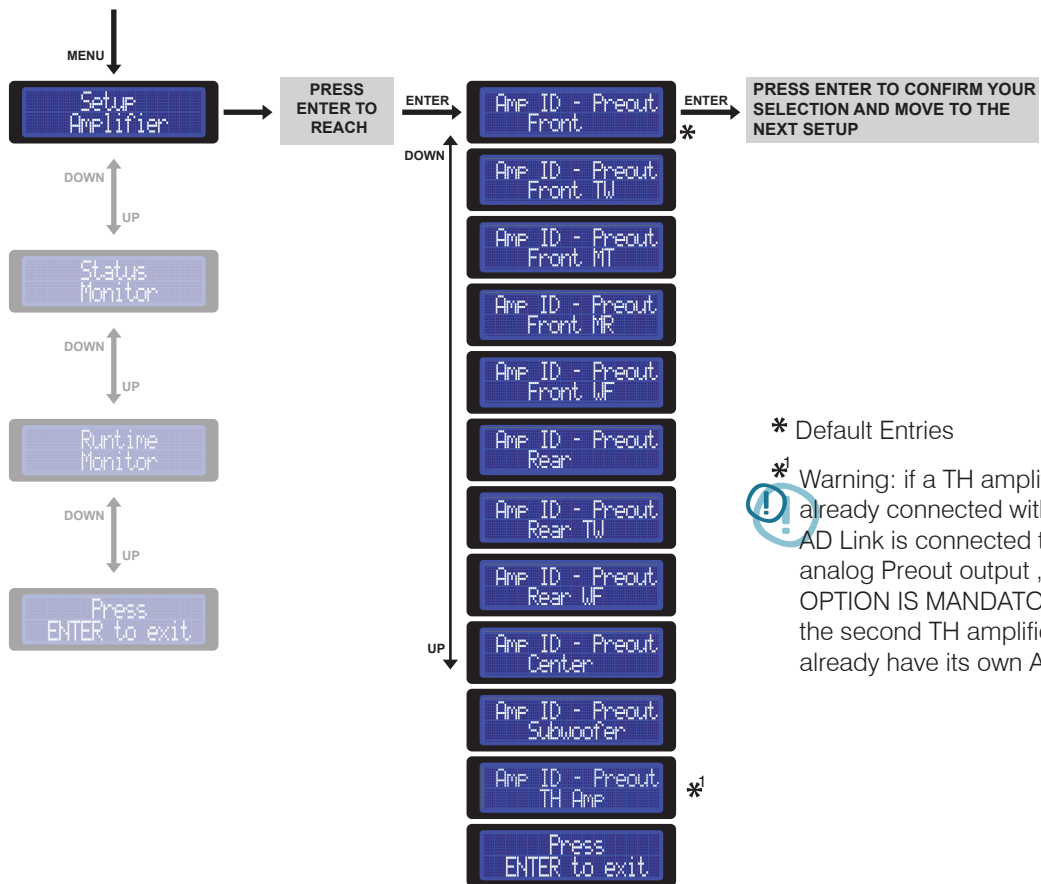 MENU
Setup
Amplifier
PRESS
ENTER TO
REACH
ENTER
Amp ID - Preout
Front
*
ENTER
PRESS ENTER TO CONFIRM YOUR
SELECTION AND MOVE TO THE
NEXT SETUP
DOWN
UP
Status
Monitor
DOWN
UP
Runtime
Monitor
DOWN
UP
Press
ENTER to exit
DOWN
Amp ID - Preout
Front TW
Amp ID - Preout
Front MT
Amp ID - Preout
Front MR
Amp ID - Preout
Front WF
Amp ID - Preout
Rear
Amp ID - Preout
Rear TW
Amp ID - Preout
Rear WF
UP
Amp ID - Preout
Center
Amp ID - Preout
Subwoofer
Amp ID - Preout
TH Amp
*1
Press
ENTER to exit
* Default Entries
*1 Warning: if a TH ampli
! already connected wit
AD Link is connected
analog Preout output ,
OPTION IS MANDATO
the second TH amplifi
already have its own A